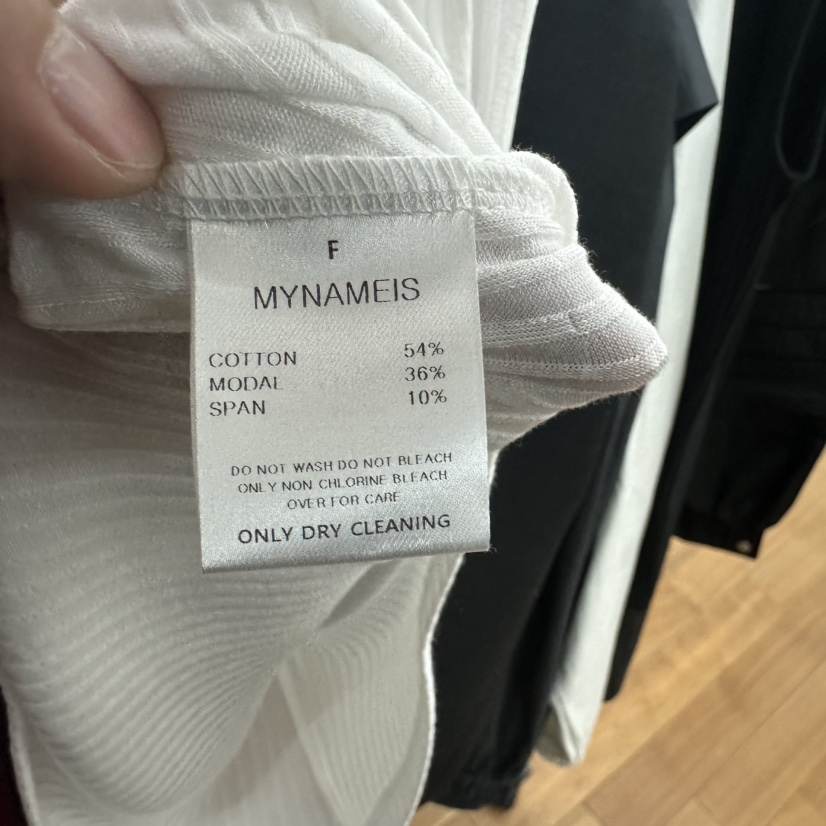 F
MYNAMEIS
COTTON 54%
MODAL 36%
SPAN 10%
DO NOT WASH DO NOT BLEACH
ONLY NON CHLORINE BLEACH
OVER FOR CARE
ONLY DRY CLEANING